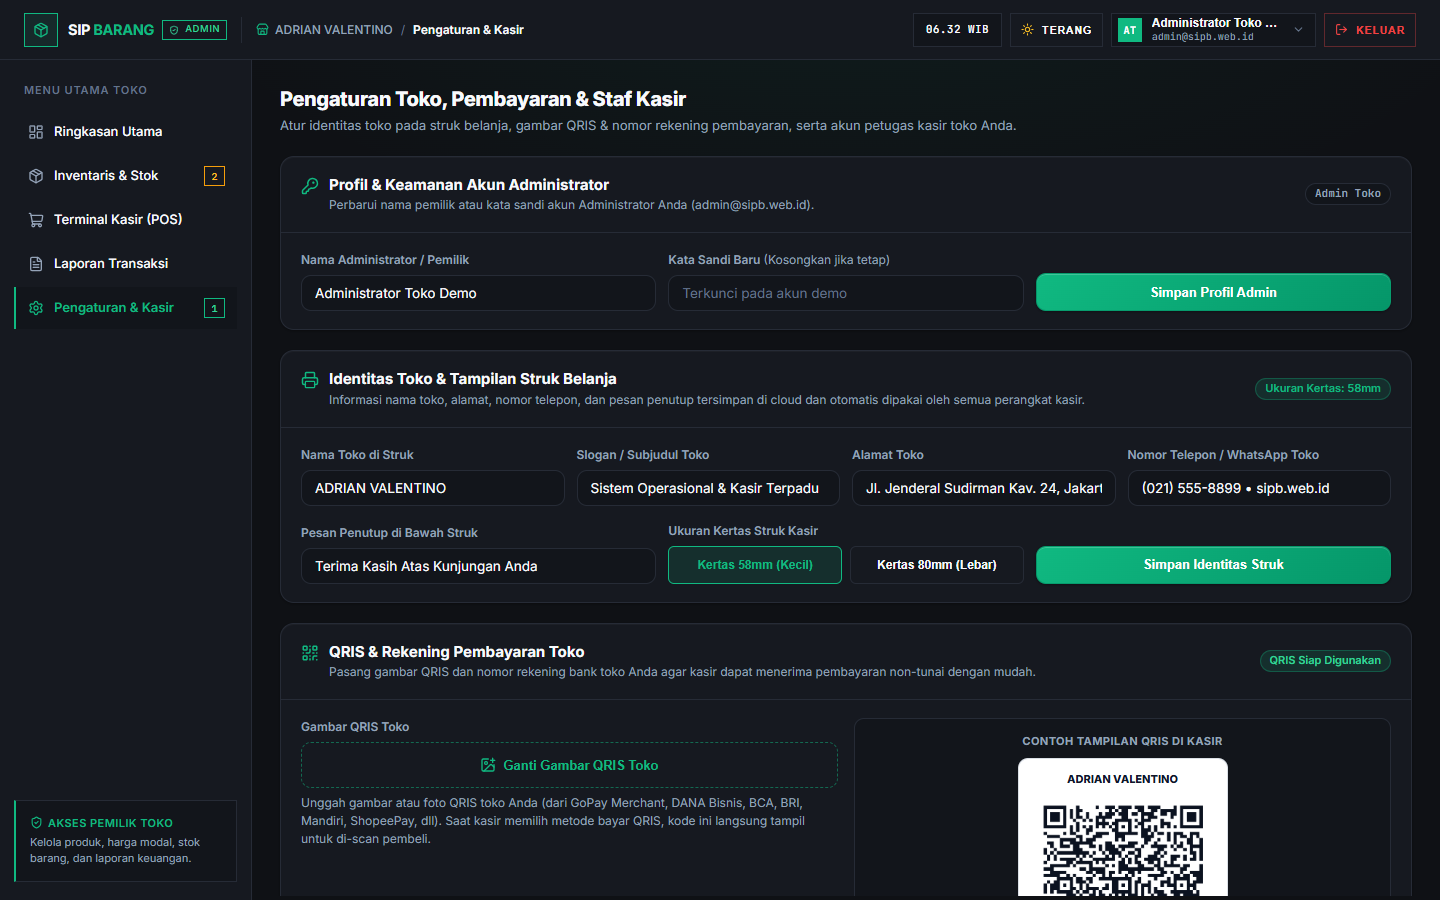 SIP BARANG
ADMIN
ADRIAN VALENTINO / Pengaturan & Kasir
06.32 WIB
TERANG
AT
Administrator Toko ...
admin@sipb.web.id
KELUAR
MENU UTAMA TOKO
Ringkasan Utama
Inventaris & Stok
2
Terminal Kasir (POS)
Laporan Transaksi
Pengaturan & Kasir
1
AKSES PEMILIK TOKO
Kelola produk, harga modal, stok
barang, dan laporan keuangan.
Pengaturan Toko, Pembayaran & Staf Kasir
Atur identitas toko pada struk belanja, gambar QRIS & nomor rekening pembayaran, serta akun petugas kasir toko Anda.
Profil & Keamanan Akun Administrator
Perbarui nama pemilik atau kata sandi akun Administrator Anda (admin@sipb.web.id).
Admin Toko
Nama Administrator / Pemilik
Administrator Toko Demo
Kata Sandi Baru (Kosongkan jika tetap)
Terkunci pada akun demo
Simpan Profil Admin
Identitas Toko & Tampilan Struk Belanja
Informasi nama toko, alamat, nomor telepon, dan pesan penutup tersimpan di cloud dan otomatis dipakai oleh semua perangkat kasir.
Ukuran Kertas: 58mm
Nama Toko di Struk
ADRIAN VALENTINO
Slogan / Subjudul Toko
Sistem Operasional & Kasir Terpadu
Alamat Toko
Jl. Jenderal Sudirman Kav. 24, Jakart
Nomor Telepon / WhatsApp Toko
(021) 555-8899 • sipb.web.id
Pesan Penutup di Bawah Struk
Terima Kasih Atas Kunjungan Anda
Ukuran Kertas Struk Kasir
Kertas 58mm (Kecil)
Kertas 80mm (Lebar)
Simpan Identitas Struk
QRIS & Rekening Pembayaran Toko
Pasang gambar QRIS dan nomor rekening bank toko Anda agar kasir dapat menerima pembayaran non-tunai dengan mudah.
QRIS Siap Digunakan
Gambar QRIS Toko
Ganti Gambar QRIS Toko
Unggah gambar atau foto QRIS toko Anda (dari GoPay Merchant, DANA Bisnis, BCA, BRI,
Mandiri, ShopeePay, dll). Saat kasir memilih metode bayar QRIS, kode ini langsung tampil
untuk di-scan pembeli.
CONTOH TAMPILAN QRIS DI KASIR
ADRIAN VALENTINO